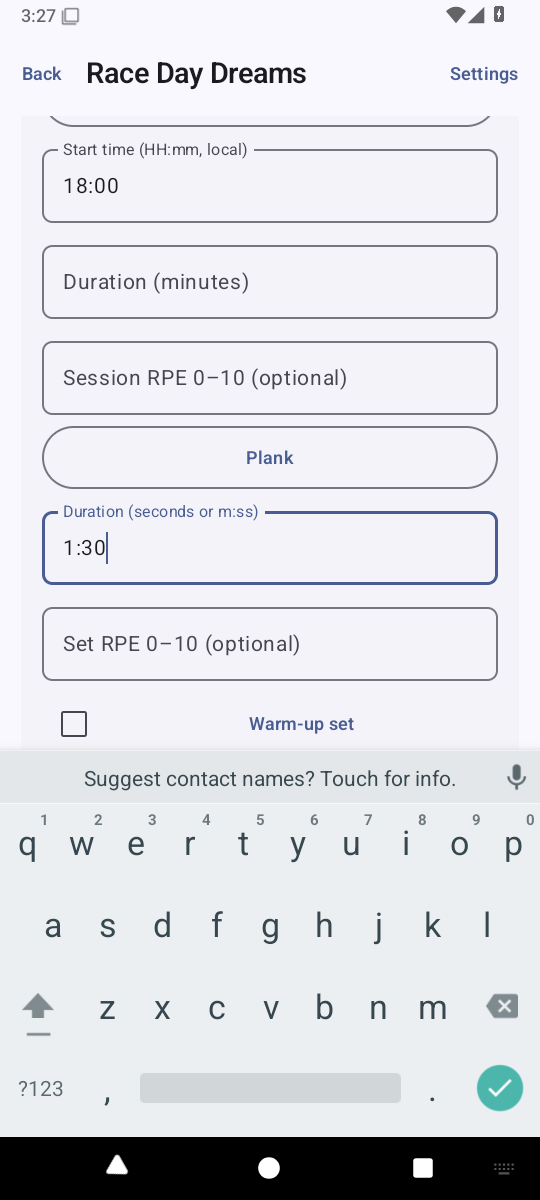 3:27
Back
Race Day Dreams
Settings
Start time (HH:mm, local)
18:00
Duration (minutes)
Session RPE 0–10 (optional)
Plank
Duration (seconds or m:ss)
1:30
Set RPE 0–10 (optional)
Warm-up set
Suggest contact names? Touch for info.
1 2 3 4 5 6 7 8 9 0
q w e r t y u i o p
a s d f g h j k l
z x c v b n m
?123 , .